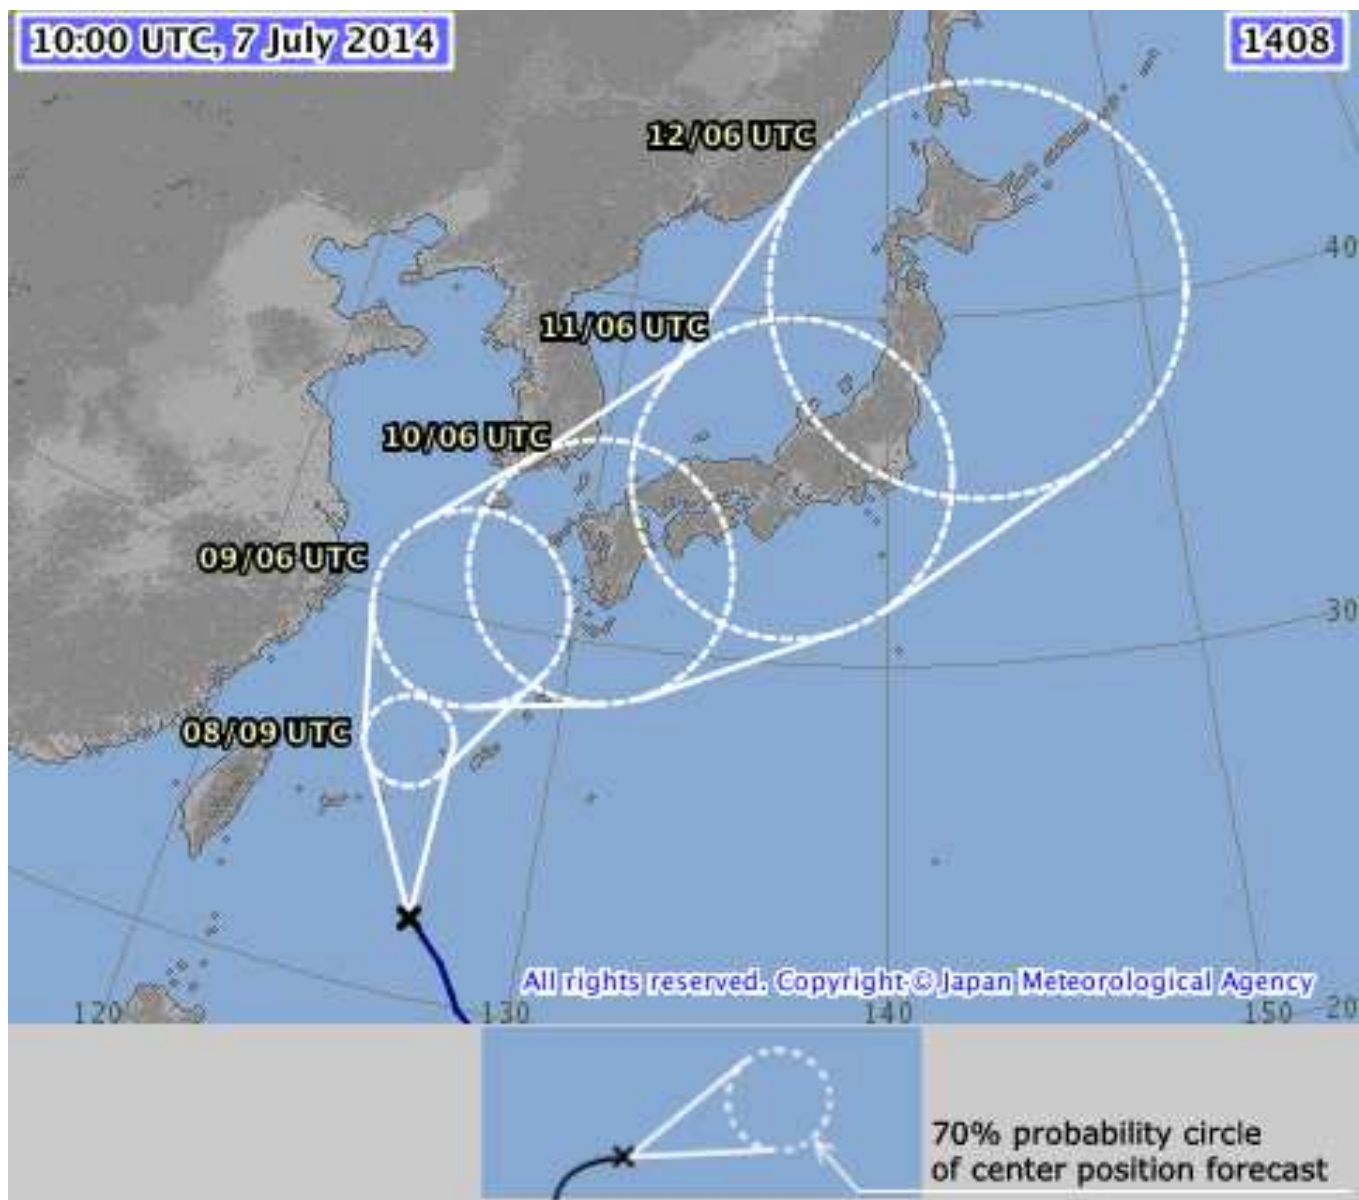 10:00 UTC, 7 July 2014
1408
12/06 UTC
40
11/06 UTC
10/06 UTC
09/06 UTC
30
08/09 UTC
All rights reserved. Copyright © Japan Meteorological Agency
120
130
140
150
20
70% probability circle
of center position forecast